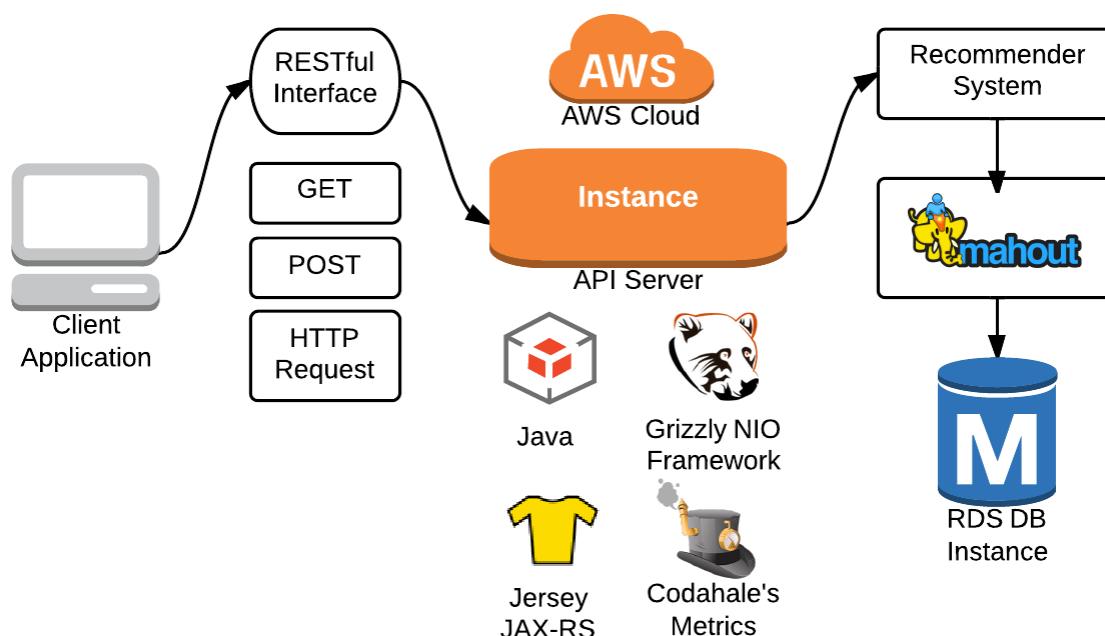 RESTful
Interface
GET
POST
HTTP
Request
Client
Application
AWS
AWS Cloud
Instance
API Server
Java
Grizzly NIO
Framework
Jersey
JAX-RS
Codahale's
Metrics
Recommender
System
mahout
M
RDS DB
Instance